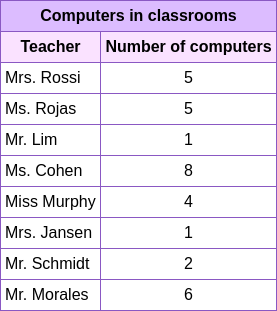 Computers in classrooms
Teacher Number of computers
Mrs. Rossi 5
Ms. Rojas 5
Mr. Lim 1
Ms. Cohen 8
Miss Murphy 4
Mrs. Jansen 1
Mr. Schmidt 2
Mr. Morales 6